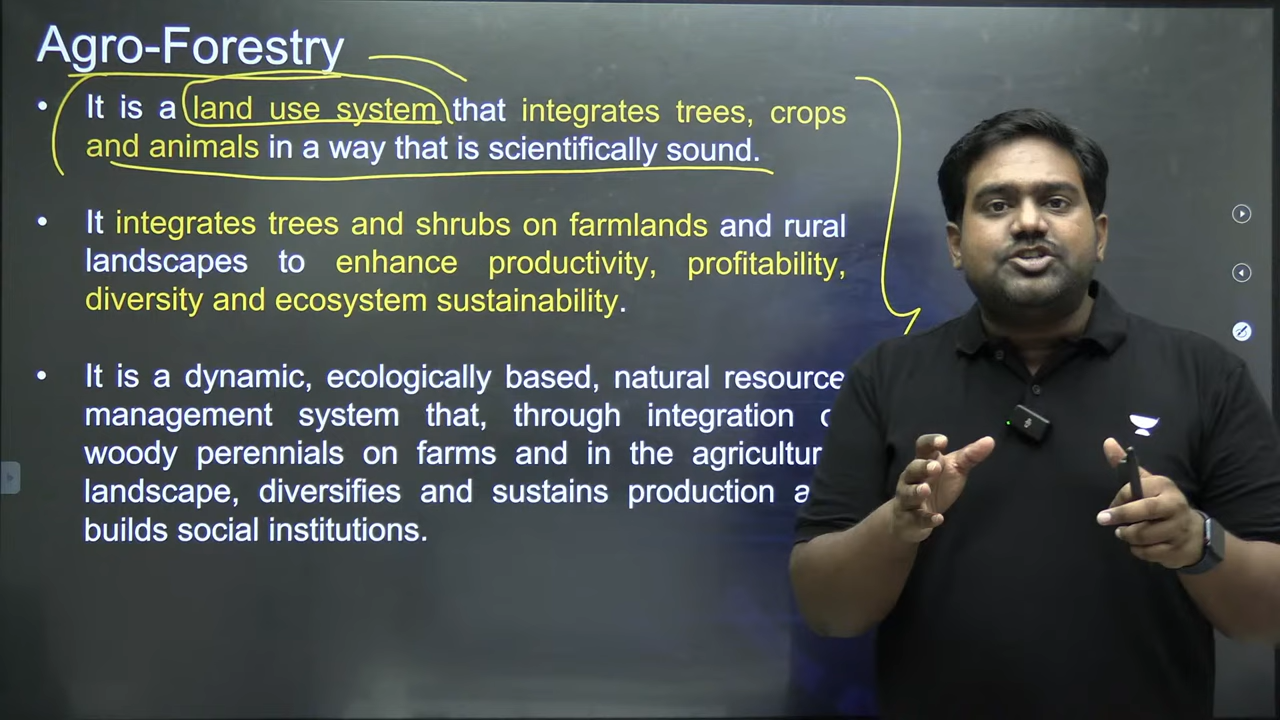 Agro-Forestry
• It is a land use system that integrates trees, crops
and animals in a way that is scientifically sound.
• It integrates trees and shrubs on farmlands and rural
landscapes to enhance productivity, profitability,
diversity and ecosystem sustainability.
• It is a dynamic, ecologically based, natural resource
management system that, through integration
woody perennials on farms and in the
landscape, diversifies and sustains production
builds social institutions.